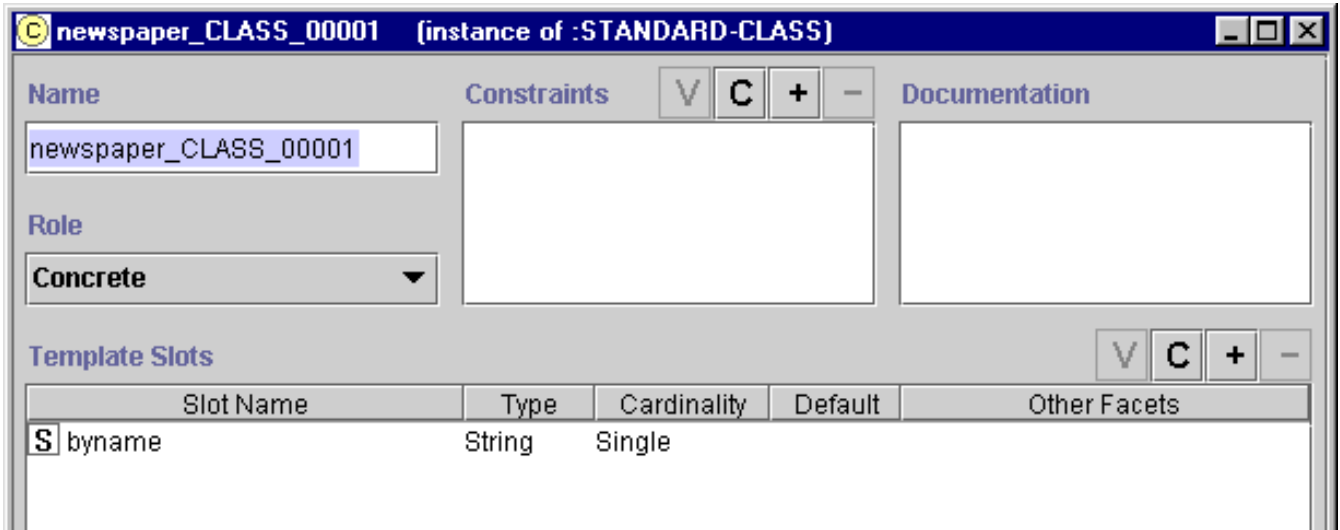 C newspaper_CLASS_00001 (instance of :STANDARD-CLASS)
Name
Constraints V C + −
Documentation
newspaper_CLASS_00001
Role
Concrete
Template Slots V C + −
Slot Name Type Cardinality Default Other Facets
S byname String Single